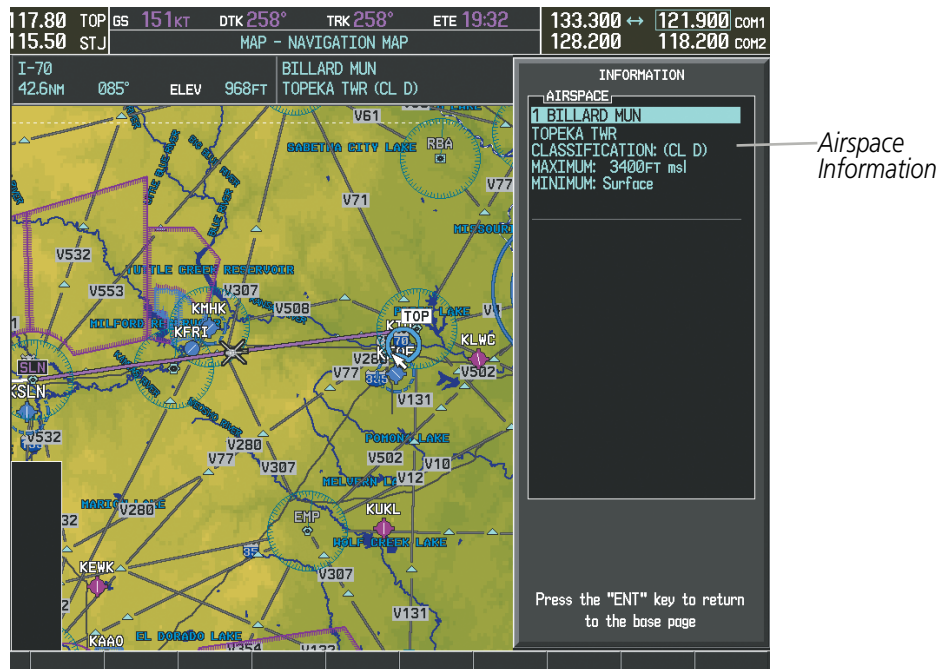 117.80 TOP GS 151KT DTK 258° TRK 258° ETE 19:32 133.300 ↔ 121.900 COM1
115.50 STJ MAP - NAVIGATION MAP 128.200 118.200 COM2
I-70 BILLARD MUN
42.6NM 085° ELEV 968FT TOPEKA TWR (CL D)
INFORMATION
AIRSPACE
1 BILLARD MUN
TOPEKA TWR
CLASSIFICATION: (CL D)
MAXIMUM: 3400FT msl
MINIMUM: Surface
Airspace
Information
V61
SABETHA CITY LAKE
RBA
V77
V71
V532
TUTTLE CREEK RESERVOIR
V553
V307
KMHK
V508
TOP
KFRI
KLWC
SLN
KSLN
V77
V502
335
V131
V532
POMONA LAKE
V280
V77
V307
V502
V10
V12
MARION LAKE
V280
EMP
KUKL
32
WOLF CREEK LAKE
35
KEWK
V307
V131
KAAO
EL DORADO LAKE
Press the "ENT" key to return
to the base page